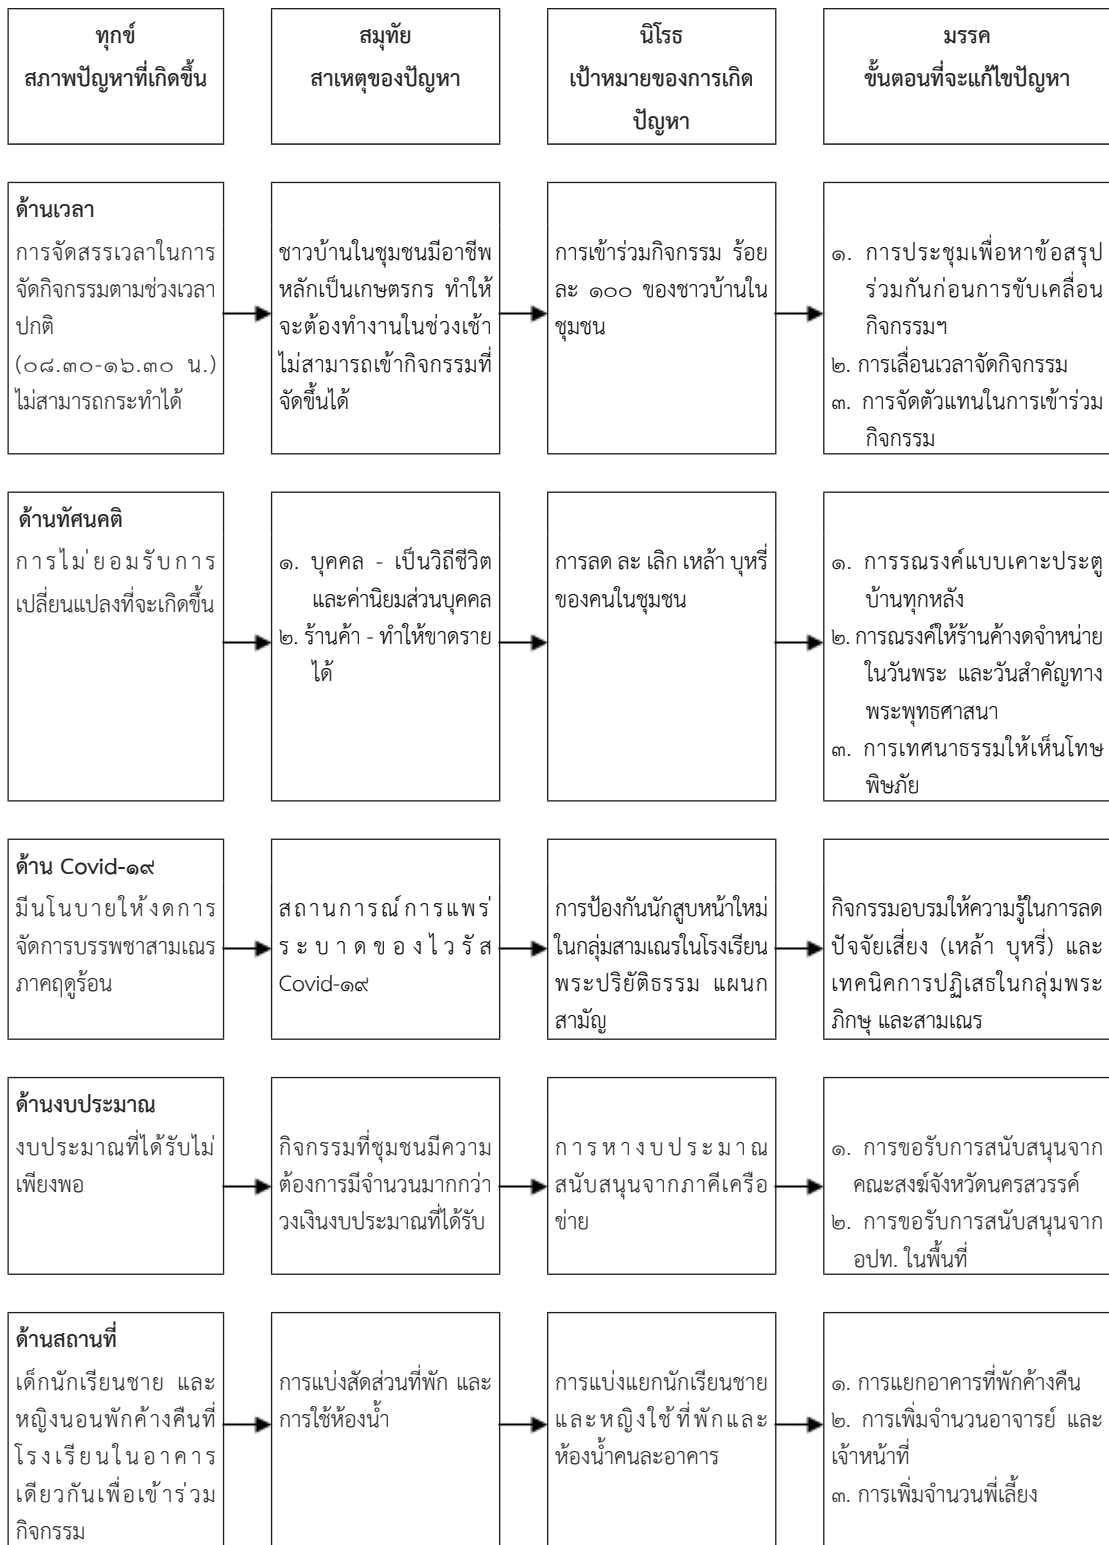 ทุกข์
สภาพปัญหาที่เกิดขึ้น
สมุทัย
สาเหตุของปัญหา
นิโรธ
เป้าหมายของการเกิด
ปัญหา
มรรค
ขั้นตอนที่จะแก้ไขปัญหา
ด้านเวลา
การจัดสรรเวลาในการ
จัดกิจกรรมตามช่วงเวลา
ปกติ
(๐๘.๓๐-๑๖.๓๐ น.)
ไม่สามารถกระทำได้
ชาวบ้านในชุมชนมีอาชีพ
หลักเป็นเกษตรกร ทำให้
จะต้องทำงานในช่วงเช้า
ไม่สามารถเข้ากิจกรรมที่
จัดขึ้นได้
การเข้าร่วมกิจกรรม ร้อย
ละ ๑๐๐ ของชาวบ้านใน
ชุมชน
๑. การประชุมเพื่อหาข้อสรุป
ร่วมกันก่อนการขับเคลื่อน
กิจกรรมฯ
๒. การเลื่อนเวลาจัดกิจกรรม
๓. การจัดตัวแทนในการเข้าร่วม
กิจกรรม
ด้านทัศนคติ
การไม่ยอมรับการ
เปลี่ยนแปลงที่จะเกิดขึ้น
๑. บุคคล - เป็นวิถีชีวิต
และค่านิยมส่วนบุคคล
๒. ร้านค้า - ทำให้ขาดราย
ได้
การลด ละ เลิก เหล้า บุหรี่
ของคนในชุมชน
๑. การรณรงค์แบบเคาะประตู
บ้านทุกหลัง
๒. การณรงค์ให้ร้านค้างดจำหน่าย
ในวันพระ และวันสำคัญทาง
พระพุทธศาสนา
๓. การเทศนาธรรมให้เห็นโทษ
พิษภัย
ด้าน Covid-๑๙
มีนโนบายให้งดการ
จัดการบรรพชาสามเณร
ภาคฤดูร้อน
สถานการณ์การแพร่
ระบาดของไวรัส
Covid-๑๙
การป้องกันนักสูบหน้าใหม่
ในกลุ่มสามเณรในโรงเรียน
พระปริยัติธรรม แผนก
สามัญ
กิจกรรมอบรมให้ความรู้ในการลด
ปัจจัยเสี่ยง (เหล้า บุหรี่) และ
เทคนิคการปฏิเสธในกลุ่มพระ
ภิกษุ และสามเณร
ด้านงบประมาณ
งบประมาณที่ได้รับไม่
เพียงพอ
กิจกรรมที่ชุมชนมีความ
ต้องการมีจำนวนมากกว่า
วงเงินงบประมาณที่ได้รับ
การหางบประมาณ
สนับสนุนจากภาคีเครือ
ข่าย
๑. การขอรับการสนับสนุนจาก
คณะสงฆ์จังหวัดนครสวรรค์
๒. การขอรับการสนับสนุนจาก
อปท. ในพื้นที่
ด้านสถานที่
เด็กนักเรียนชาย และ
หญิงนอนพักค้างคืนที่
โรงเรียนในอาคาร
เดียวกันเพื่อเข้าร่วม
กิจกรรม
การแบ่งสัดส่วนที่พัก และ
การใช้ห้องน้ำ
การแบ่งแยกนักเรียนชาย
และหญิงใช้ที่พักและ
ห้องน้ำคนละอาคาร
๑. การแยกอาคารที่พักค้างคืน
๒. การเพิ่มจำนวนอาจารย์ และ
เจ้าหน้าที่
๓. การเพิ่มจำนวนพี่เลี้ยง